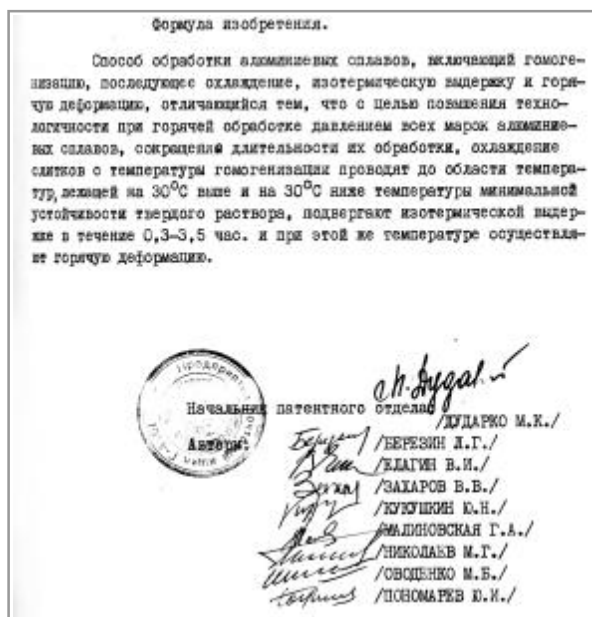 Формула изобретения.
Способ обработки алюминиевых сплавов, включающий гомоге-
низацию, последующее охлаждение, изотермическую выдержку и горя-
чую деформацию, отличающийся тем, что с целью повышения техно-
логичности при горячей обработке давлением всех марок алюминие-
вых сплавов, сокращения длительности их обработки, охлаждение
слитков с температуры гомогенизации проводят до области темпера-
тур, лежащей на 30°С выше и на 30°С ниже температуры минимальной
устойчивости твердого раствора, подвергают изотермической выдер-
жке в течение 0,3-3,5 час. и при этой же температуре осуществля-
ют горячую деформацию.
Начальник патентного отдела
/ДУДАРКО М.К./
Авторы:
/БЕРЕЗИН Л.Г./
/ЕЛАГИН В.И./
/ЗАХАРОВ В.В./
/КУКУШКИН Ю.Н./
/МАЛИНОВСКАЯ Г.А./
/НИКОЛАЕВ М.Г./
/ОВОДЕНКО М.Б./
/ПОНОМАРЕВ Ю.И./